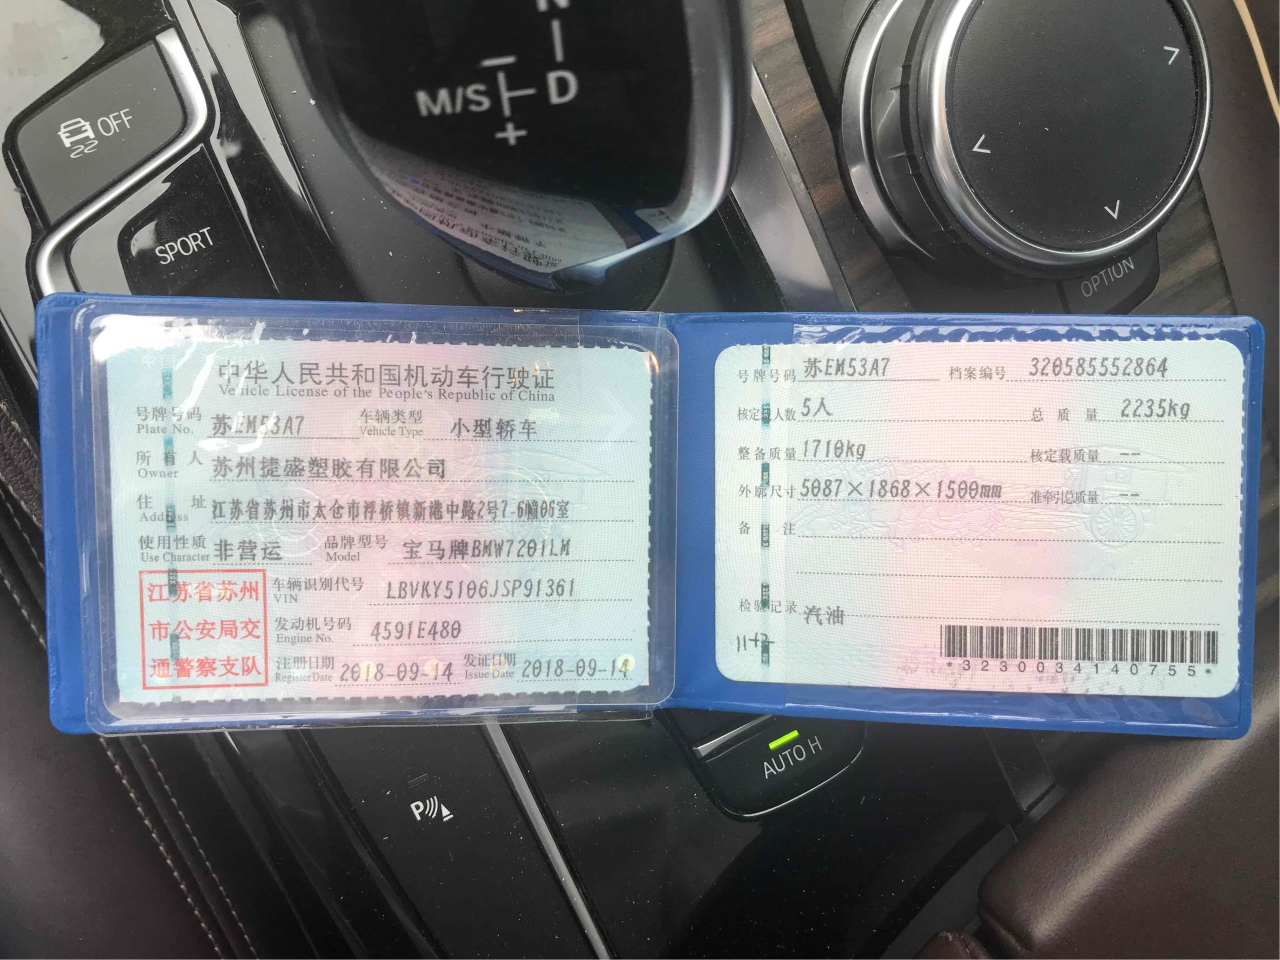 N
M/S D
+
OFF
SPORT
OPTION
中华人民共和国机动车行驶证
Vehicle License of the People's Republic of China
号牌号码 苏EM53A7 车辆类型 小型轿车
Plate No. Vehicle Type
所有人 苏州捷盛塑胶有限公司
Owner
住址 江苏省苏州市太仓市浮桥镇新港中路2号7-6幢06室
Address
使用性质 非营运 品牌型号 宝马牌BMW7201LM
Use Character Model
江苏省苏州
市公安局交
通警察支队
车辆识别代号 LBVKY5106JSP91361
VIN
发动机号码 4591E480
Engine No.
注册日期 2018-09-14 发证日期 2018-09-14
Register Date Issue Date
号牌号码 苏EM53A7 档案编号 320585552864
核定载人数 5人 总质量 2235kg
整备质量 1710kg 核定载质量 --
外廓尺寸 5087×1868×1500mm 准牵引总质量 --
备注
检验记录 汽油
*3230034140755*
AUTO H
P